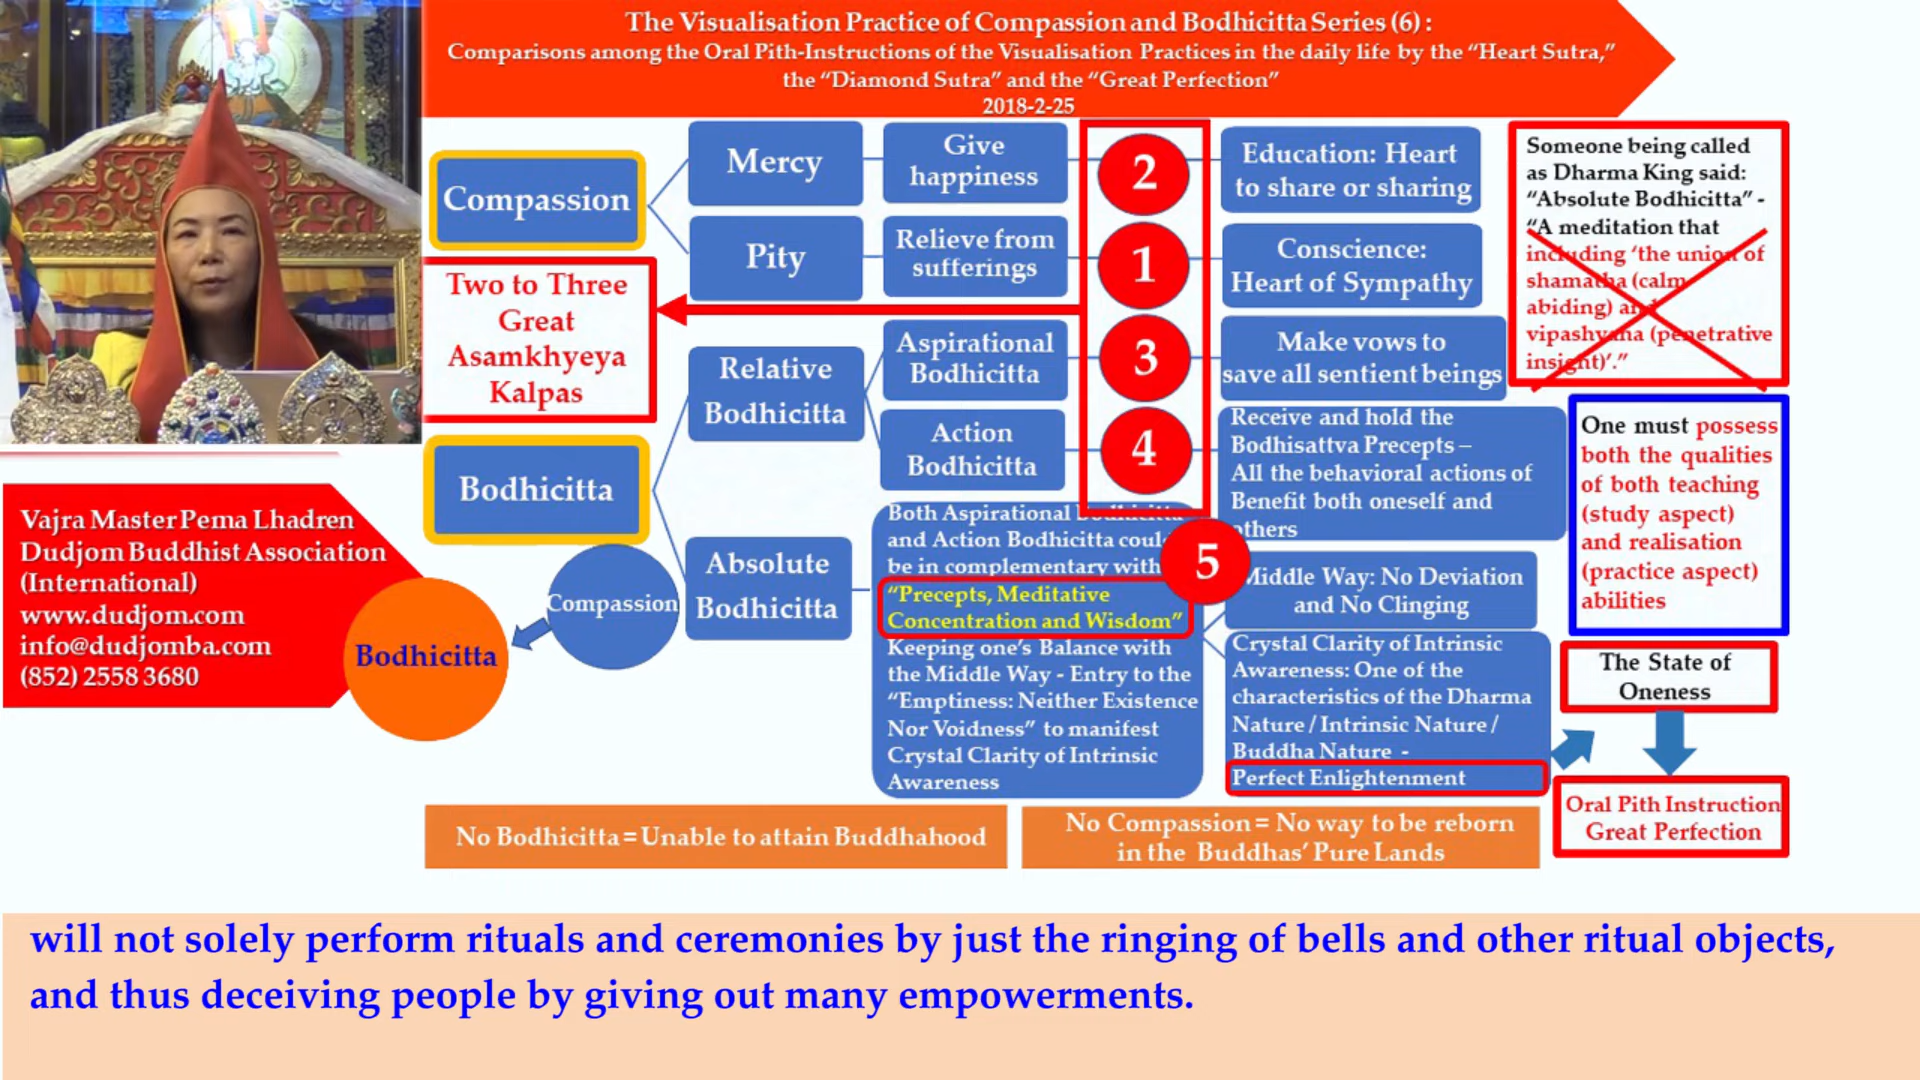 The Visualisation Practice of Compassion and Bodhicitta Series (6) :
Comparisons among the Oral Pith-Instructions of the Visualisation Practices in the daily life by the “Heart Sutra,”
the “Diamond Sutra” and the “Great Perfection”
2018-2-25
Compassion
Mercy
Give
happiness
2
Education: Heart
to share or sharing
Pity
Relieve from
sufferings
1
Conscience:
Heart of Sympathy
Someone being called
as Dharma King said:
“Absolute Bodhicitta” -
“A meditation that
including ‘the union of
shamatha (calm
abiding) and
vipashyana (penetrative
insight)’.”
Two to Three
Great
Asamkhyeya
Kalpas
Bodhicitta
Relative
Bodhicitta
Aspirational
Bodhicitta
3
Make vows to
save all sentient beings
Action
Bodhicitta
4
Receive and hold the
Bodhisattva Precepts –
All the behavioral actions of
Benefit both oneself and
others
One must possess
both the qualities
of both teaching
(study aspect)
and realisation
(practice aspect)
abilities
Absolute
Bodhicitta
Both Aspirational Bodhicitta
and Action Bodhicitta could
be in complementary with
“Precepts, Meditative
Concentration and Wisdom”
Keeping one’s Balance with
the Middle Way - Entry to the
“Emptiness: Neither Existence
Nor Voidness” to manifest
Crystal Clarity of Intrinsic
Awareness
5
Middle Way: No Deviation
and No Clinging
Crystal Clarity of Intrinsic
Awareness: One of the
characteristics of the Dharma
Nature / Intrinsic Nature /
Buddha Nature -
Perfect Enlightenment
The State of
Oneness
Oral Pith Instruction
Great Perfection
Vajra Master Pema Lhadren
Dudjom Buddhist Association
(International)
www.dudjom.com
info@dudjomba.com
(852) 2558 3680
Compassion
Bodhicitta
No Bodhicitta = Unable to attain Buddhahood
No Compassion = No way to be reborn
in the Buddhas’ Pure Lands
will not solely perform rituals and ceremonies by just the ringing of bells and other ritual objects,
and thus deceiving people by giving out many empowerments.